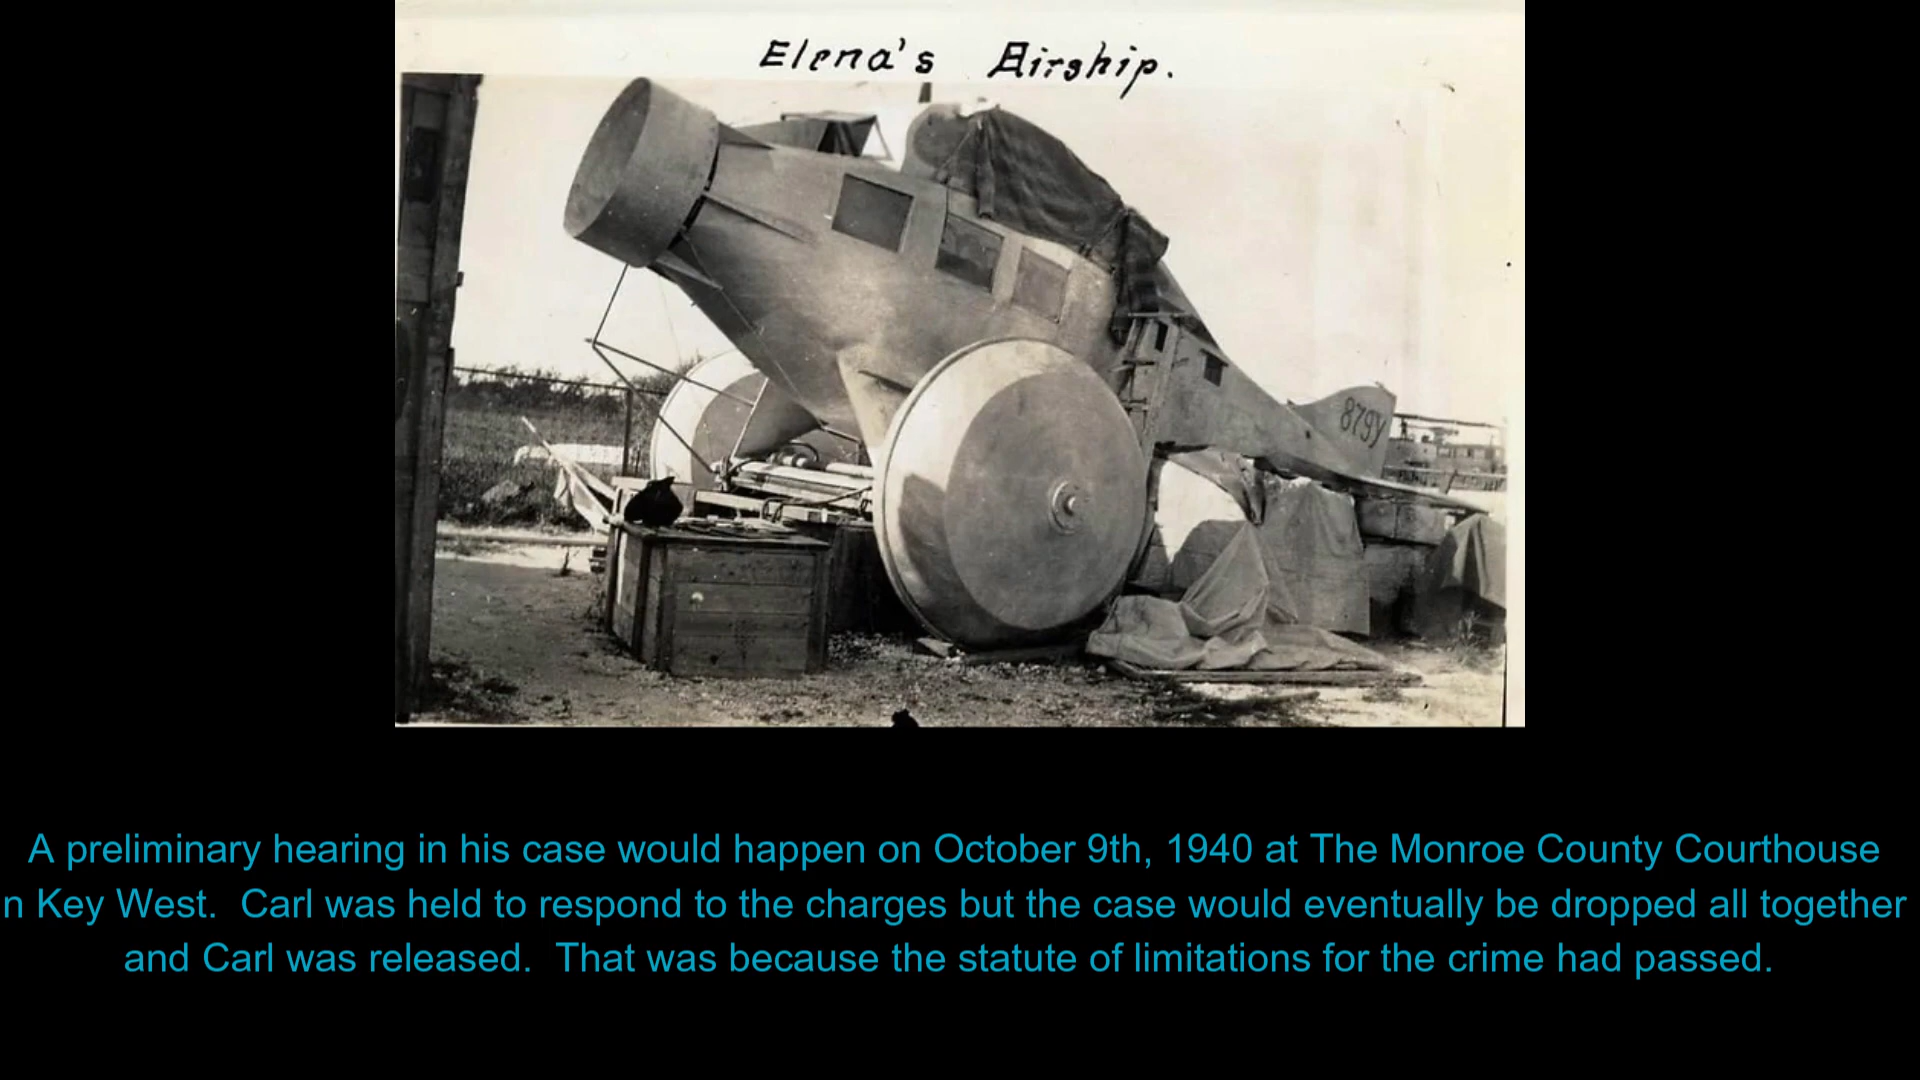 Elena's Airship.
879Y
A preliminary hearing in his case would happen on October 9th, 1940 at The Monroe County Courthouse
n Key West.  Carl was held to respond to the charges but the case would eventually be dropped all together
and Carl was released.  That was because the statute of limitations for the crime had passed.